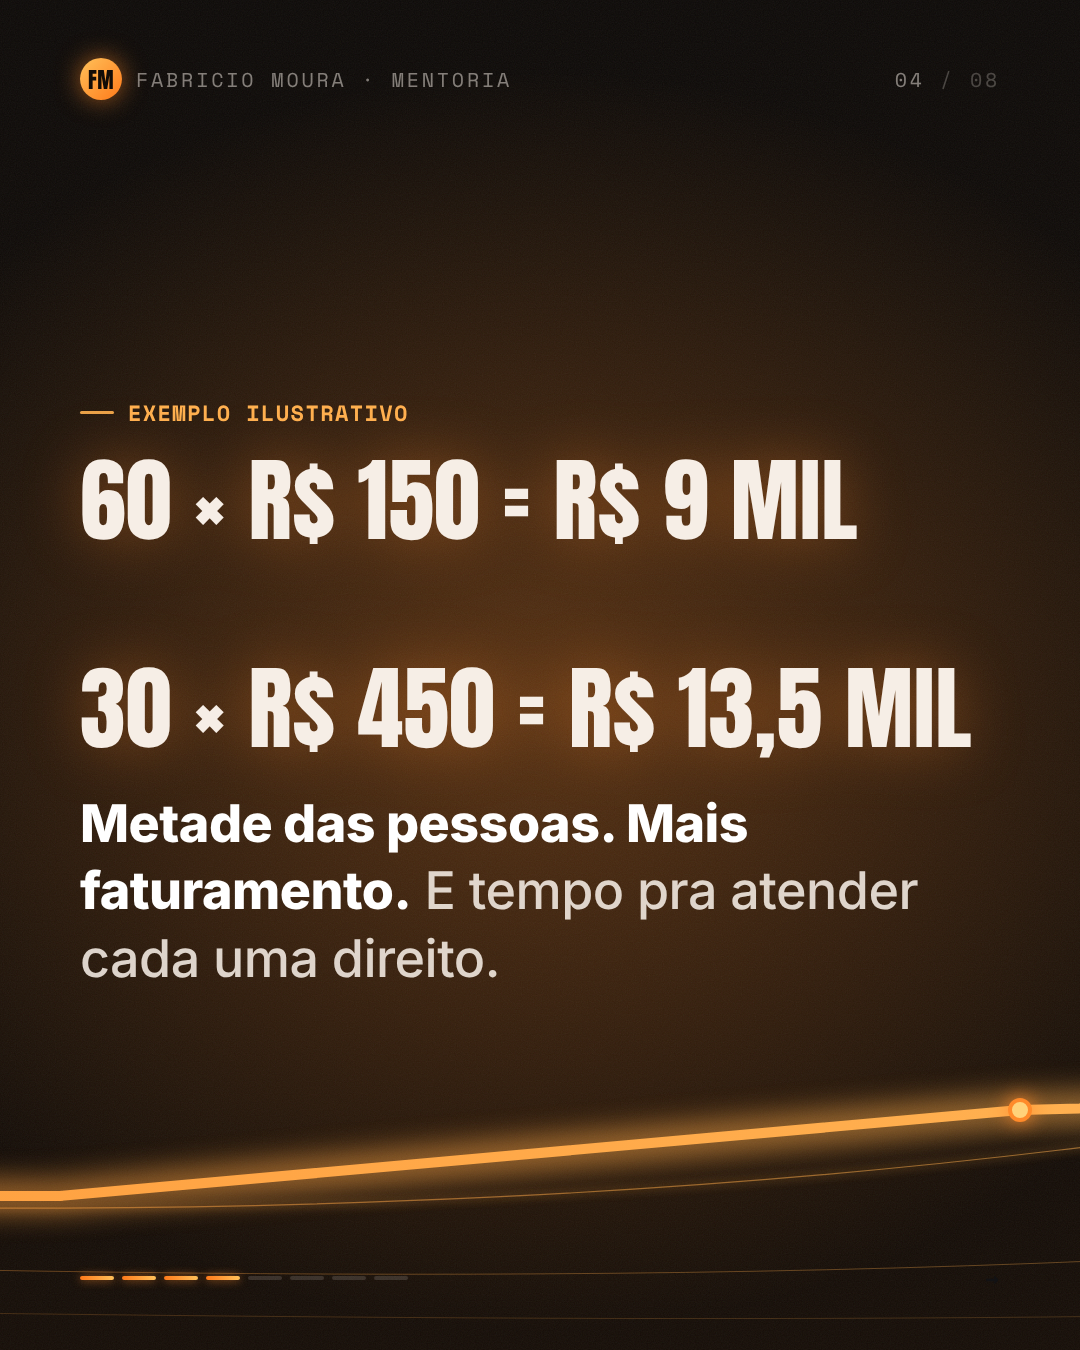 FM FABRICIO MOURA · MENTORIA
04 / 08
EXEMPLO ILUSTRATIVO
60 × R$ 150 = R$ 9 MIL
30 × R$ 450 = R$ 13,5 MIL
Metade das pessoas. Mais
faturamento. E tempo pra atender
cada uma direito.